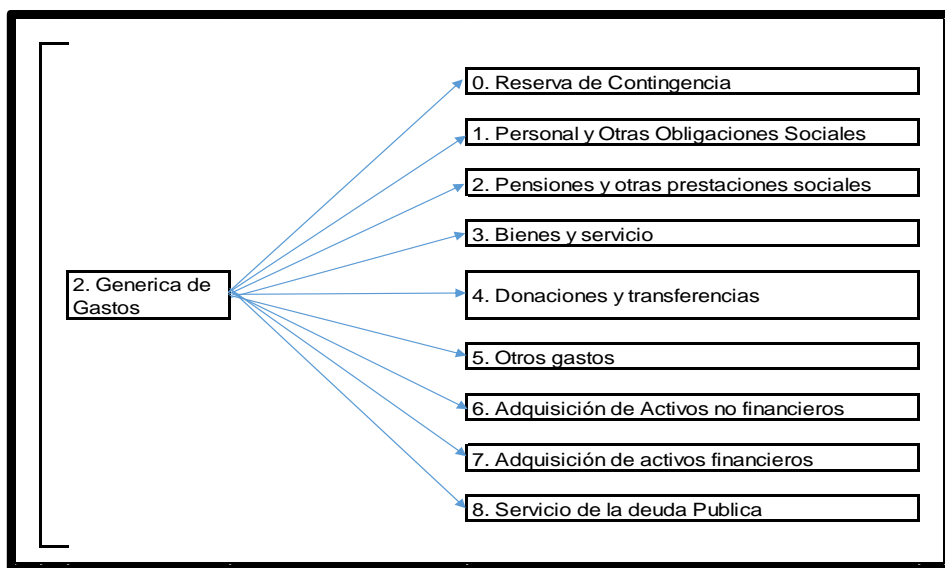 0. Reserva de Contingencia
1. Personal y Otras Obligaciones Sociales
2. Pensiones y otras prestaciones sociales
3. Bienes y servicio
2. Generica de
Gastos
4. Donaciones y transferencias
5. Otros gastos
6. Adquisición de Activos no financieros
7. Adquisición de activos financieros
8. Servicio de la deuda Publica